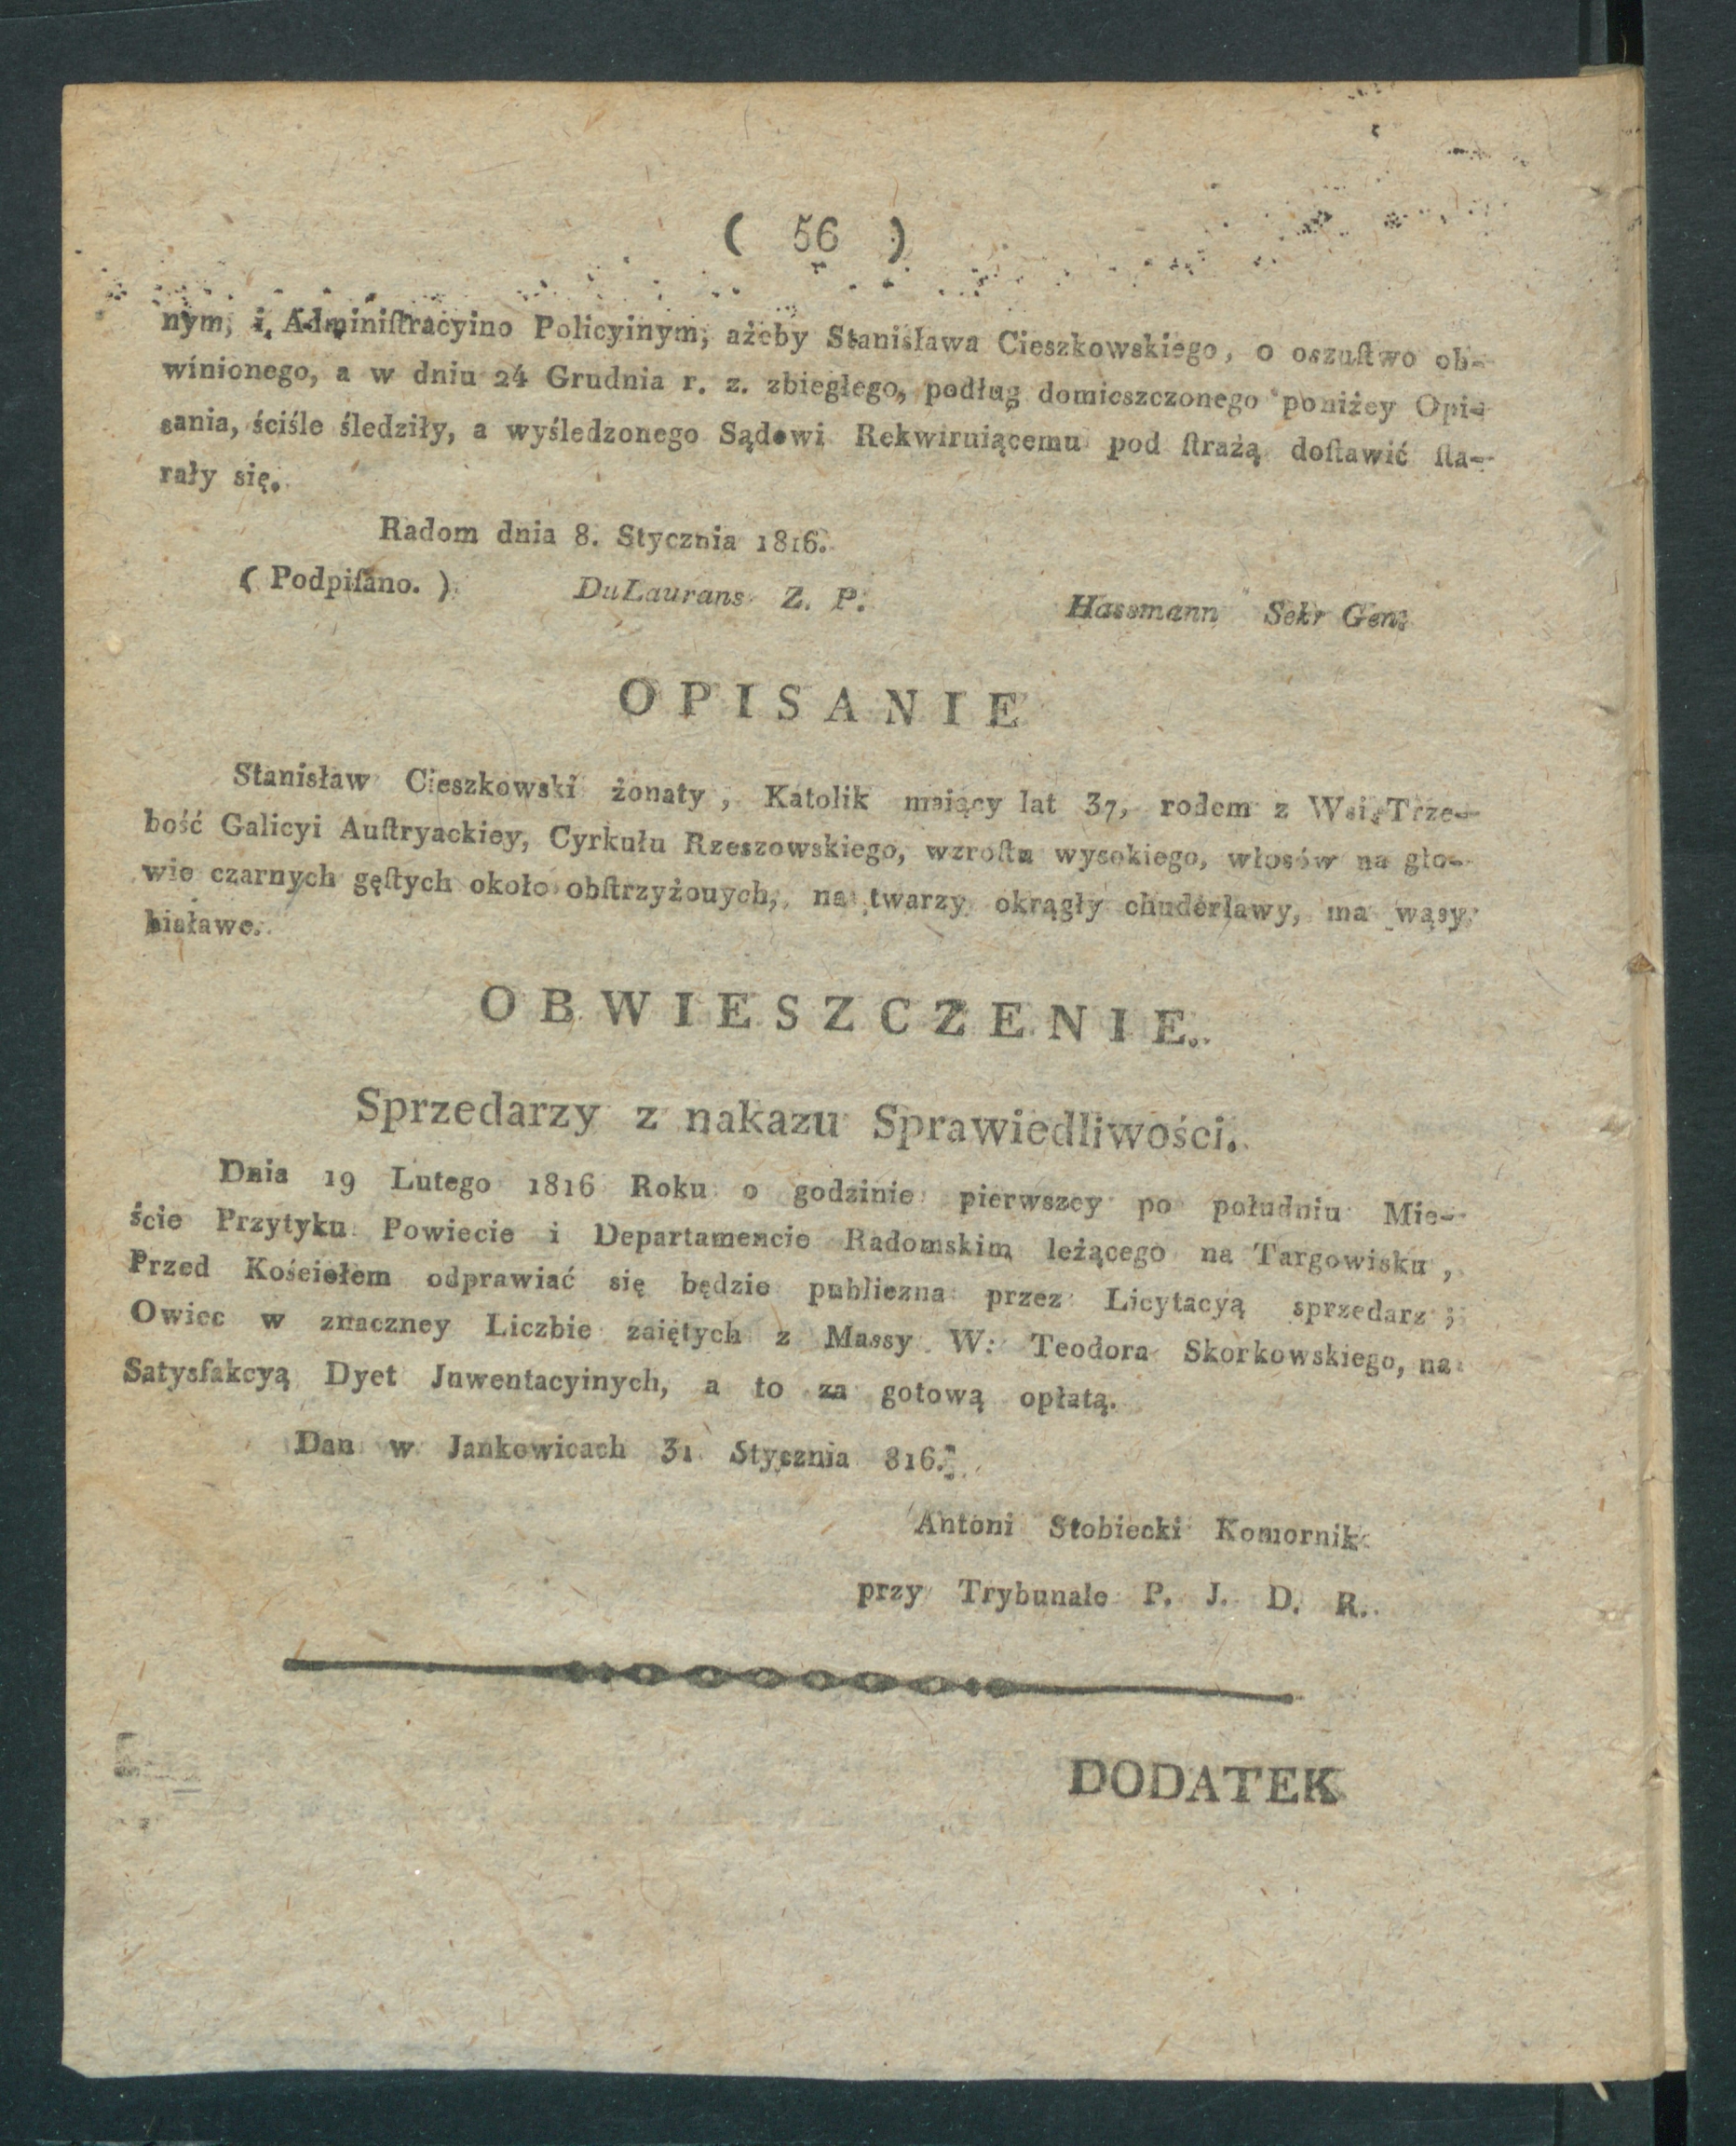 ( 56 )
nym, i Adminiſtracyino Policyinym, ażeby Stanisława Cieszkowskiego, o oszuſtwo ob-
winionego, a w dniu 24 Grudnia r. z. zbiegłego, podług domieszczonego poniżey Opi-
sania, ściśle śledziły, a wyśledzonego Sądowi Rekwiruiącemu pod ſtrażą doſtawić ſta-
rały się.
Radom dnia 8. Stycznia 1816.
( Podpiſano. ) DuLaurans Z. P. Hassmann Sekr Gen:
OPISANIE
Stanisław Cieszkowski żonaty, Katolik maiący lat 37, rodem z Wsi Trze-
bość Galicyi Auſtryackiey, Cyrkułu Rzeszowskiego, wzroſtu wysokiego, włosów na gło-
wie czarnych gęſtych około obſtrzyżouych, na twarzy okrągły chuderlawy, ma wąsy
białawe.
OBWIESZCZENIE.
Sprzedarzy z nakazu Sprawiedliwości.
Dnia 19 Lutego 1816 Roku o godzinie pierwszey po południu Mie-
ście Przytyku Powiecie i Departamencie Radomskim leżącego na Targowisku,
Przed Kościołem odprawiać się będzie publiczna przez Licytacyą sprzedarz;
Owiec w znaczney Liczbie zaiętych z Massy W. Teodora Skorkowskiego, na
Satysfakcyą Dyet Jnwentacyinych, a to za gotową opłatą.
Dan w Jankowicach 31 Stycznia 816.
Antoni Stobiecki Komornik
przy Trybunale P. J. D. R.
DODATEK